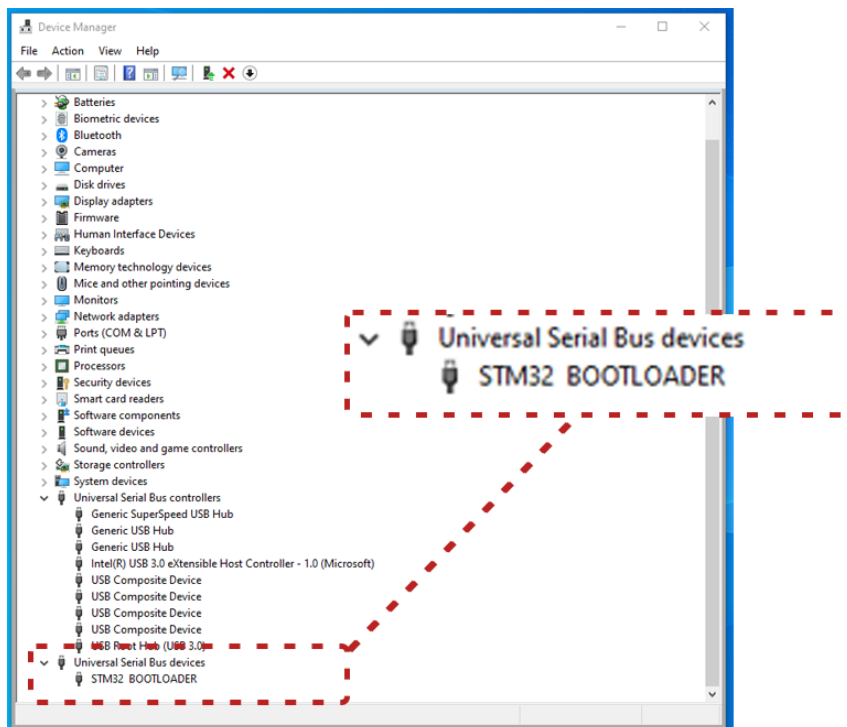 Device Manager
File Action View Help
Batteries
Biometric devices
Bluetooth
Cameras
Computer
Disk drives
Display adapters
Firmware
Human Interface Devices
Keyboards
Memory technology devices
Mice and other pointing devices
Monitors
Network adapters
Ports (COM & LPT)
Print queues
Processors
Security devices
Smart card readers
Software components
Software devices
Sound, video and game controllers
Storage controllers
System devices
Universal Serial Bus controllers
Generic SuperSpeed USB Hub
Generic USB Hub
Generic USB Hub
Intel(R) USB 3.0 eXtensible Host Controller - 1.0 (Microsoft)
USB Composite Device
USB Composite Device
USB Composite Device
USB Composite Device
USB Root Hub (USB 3.0)
Universal Serial Bus devices
STM32 BOOTLOADER
Universal Serial Bus devices
STM32 BOOTLOADER